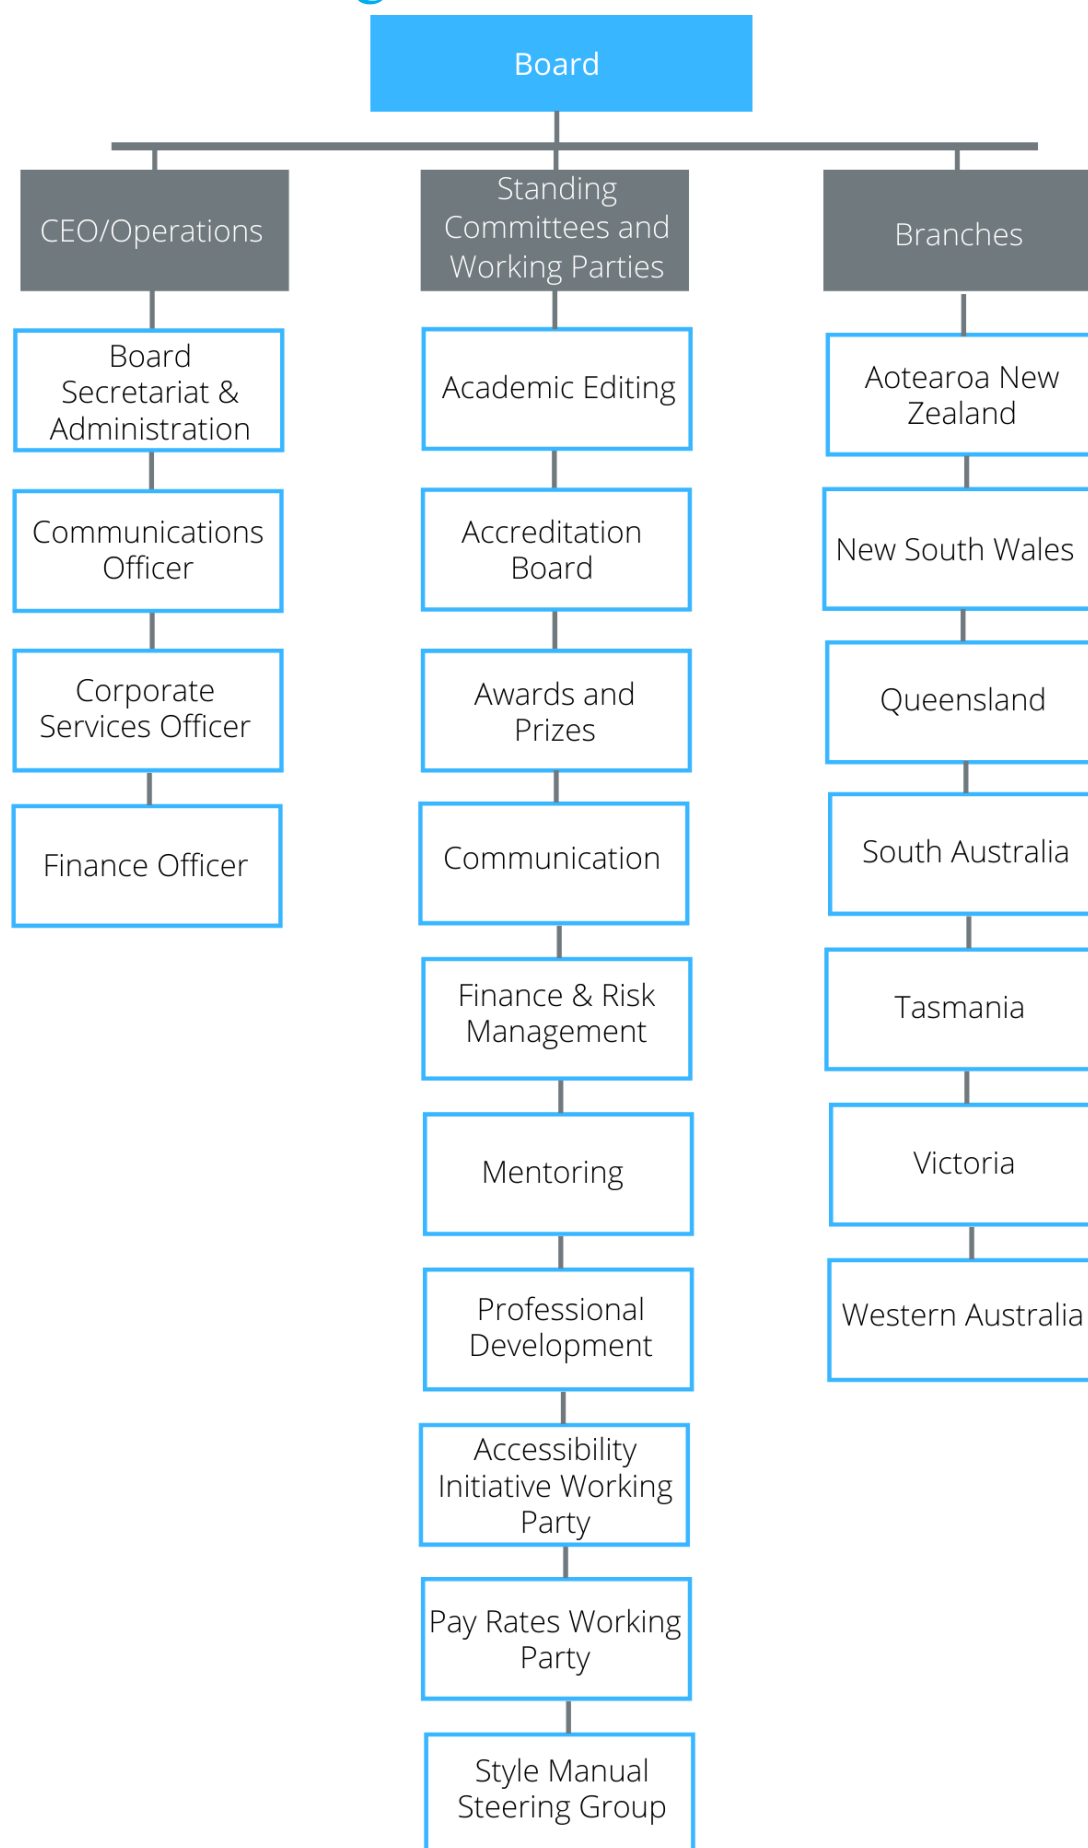 Board
CEO/Operations
Board
Secretariat &
Administration
Communications
Officer
Corporate
Services Officer
Finance Officer
Standing
Committees and
Working Parties
Academic Editing
Accreditation
Board
Awards and
Prizes
Communication
Finance & Risk
Management
Mentoring
Professional
Development
Accessibility
Initiative Working
Party
Pay Rates Working
Party
Style Manual
Steering Group
Branches
Aotearoa New
Zealand
New South Wales
Queensland
South Australia
Tasmania
Victoria
Western Australia